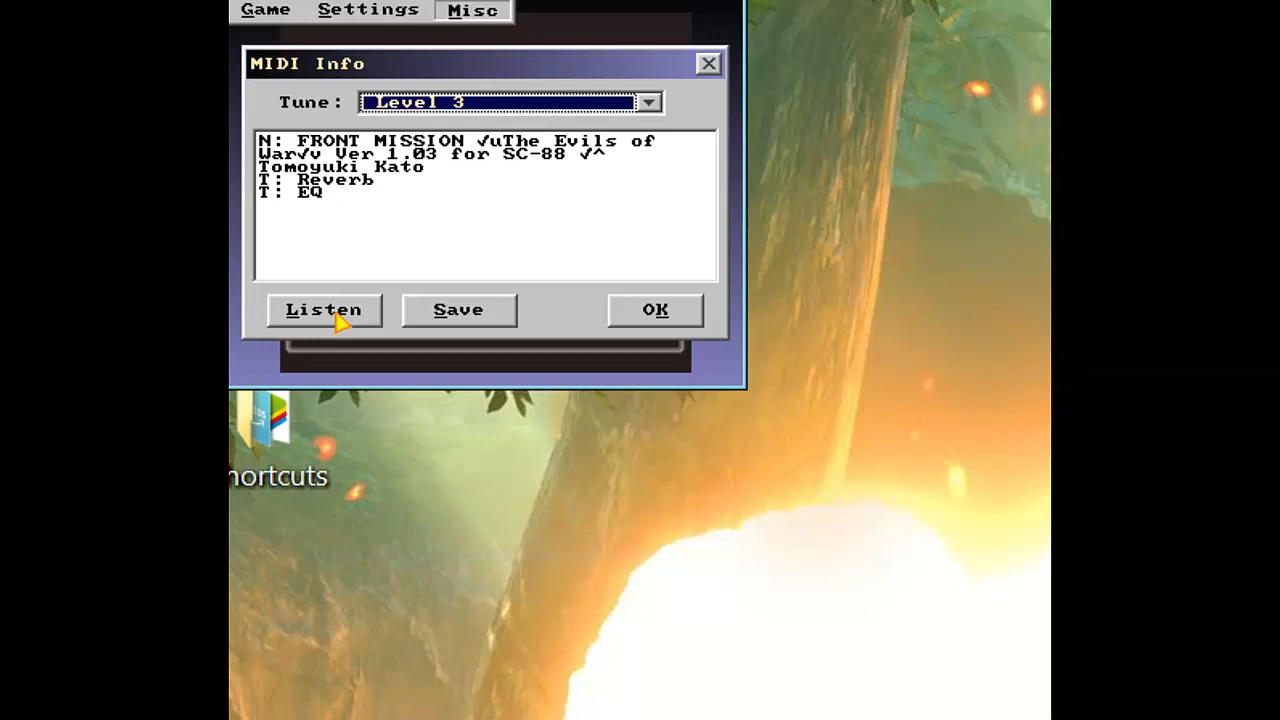 Game Settings Misc
MIDI Info
Tune: Level 3
N: FRONT MISSION √uThe Evils of
War√v Ver 1.03 for SC-88 √^
Tomoyuki Kato
T: Reverb
T: EQ
Listen Save OK
hortcuts